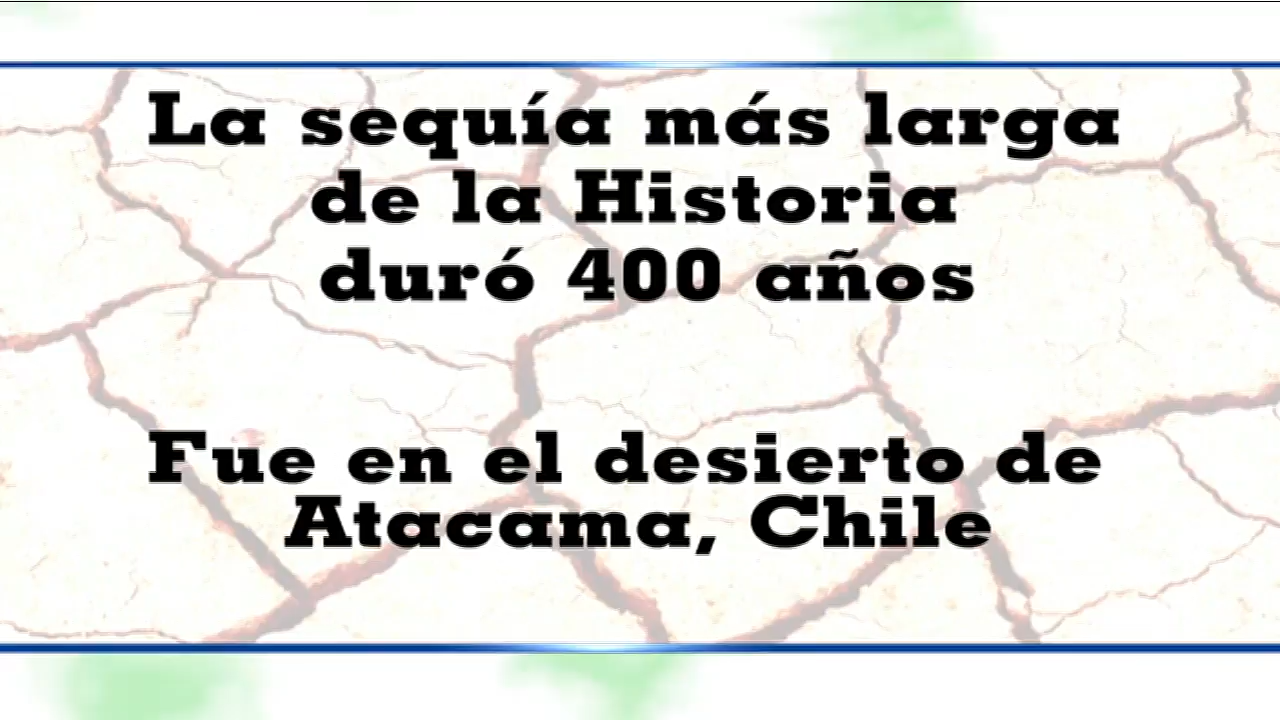 La sequía más larga
de la Historia
duró 400 años
Fue en el desierto de
Atacama, Chile